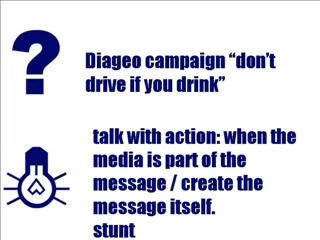 ?
Diageo campaign “don’t
drive if you drink”
talk with action: when the
media is part of the
message / create the
message itself.
stunt